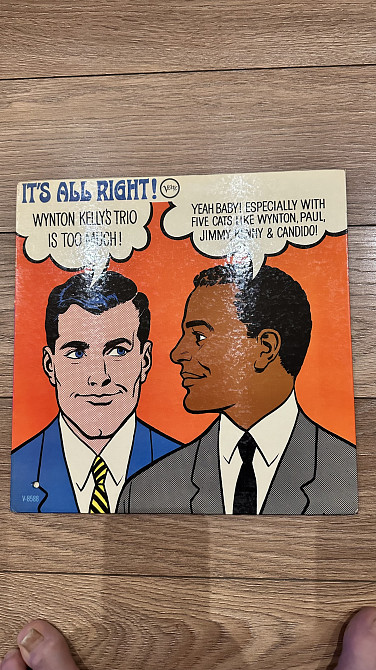 IT'S ALL RIGHT!
Verve
WYNTON KELLY'S TRIO
IS TOO MUCH!
YEAH BABY! ESPECIALLY WITH
FIVE CATS LIKE WYNTON, PAUL,
JIMMY, KENNY & CANDIDO!
V-8588